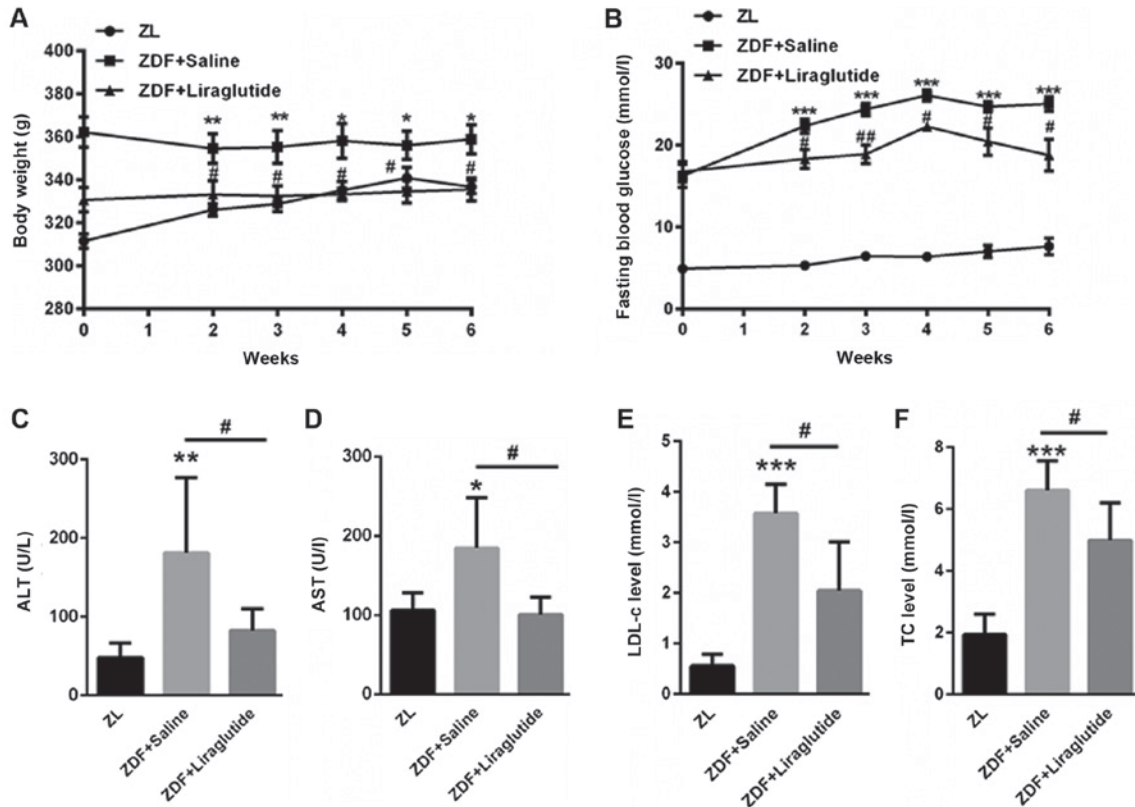 A
ZL
ZDF+Saline
ZDF+Liraglutide
Body weight (g)
400
380
360
340
320
300
280
** ** * * *
# # # # #
0 1 2 3 4 5 6
Weeks
B
ZL
ZDF+Saline
ZDF+Liraglutide
Fasting blood glucose (mmol/l)
30
20
10
0
*** *** *** *** ***
# ## # # #
0 1 2 3 4 5 6
Weeks
C
ALT (U/L)
300
200
100
0
#
**
ZL
ZDF+Saline
ZDF+Liraglutide
D
AST (U/l)
300
200
100
0
#
*
ZL
ZDF+Saline
ZDF+Liraglutide
E
LDL-c level (mmol/l)
5
4
3
2
1
0
#
***
ZL
ZDF+Saline
ZDF+Liraglutide
F
TC level (mmol/l)
8
6
4
2
0
#
***
ZL
ZDF+Saline
ZDF+Liraglutide